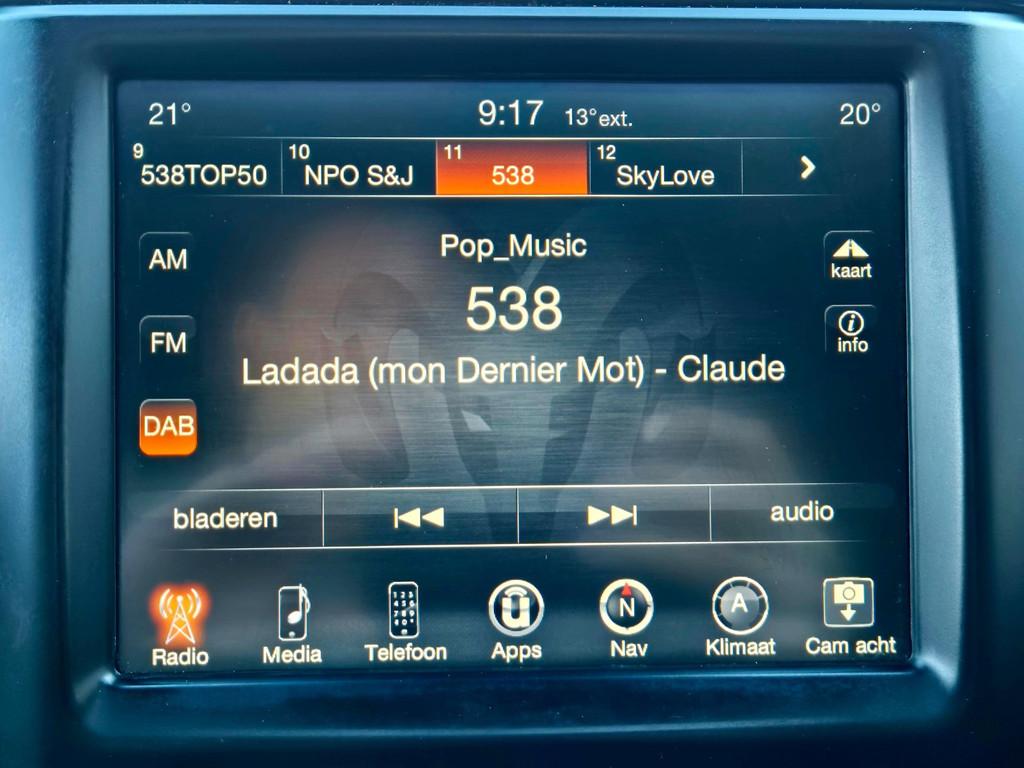 21° 9:17 13°ext. 20°
9 538TOP50 10 NPO S&J 11 538 12 SkyLove
Pop_Music
538
Ladada (mon Dernier Mot) - Claude
AM
FM
DAB
kaart
info
bladeren audio
Radio Media Telefoon Apps Nav Klimaat Cam acht
N
A